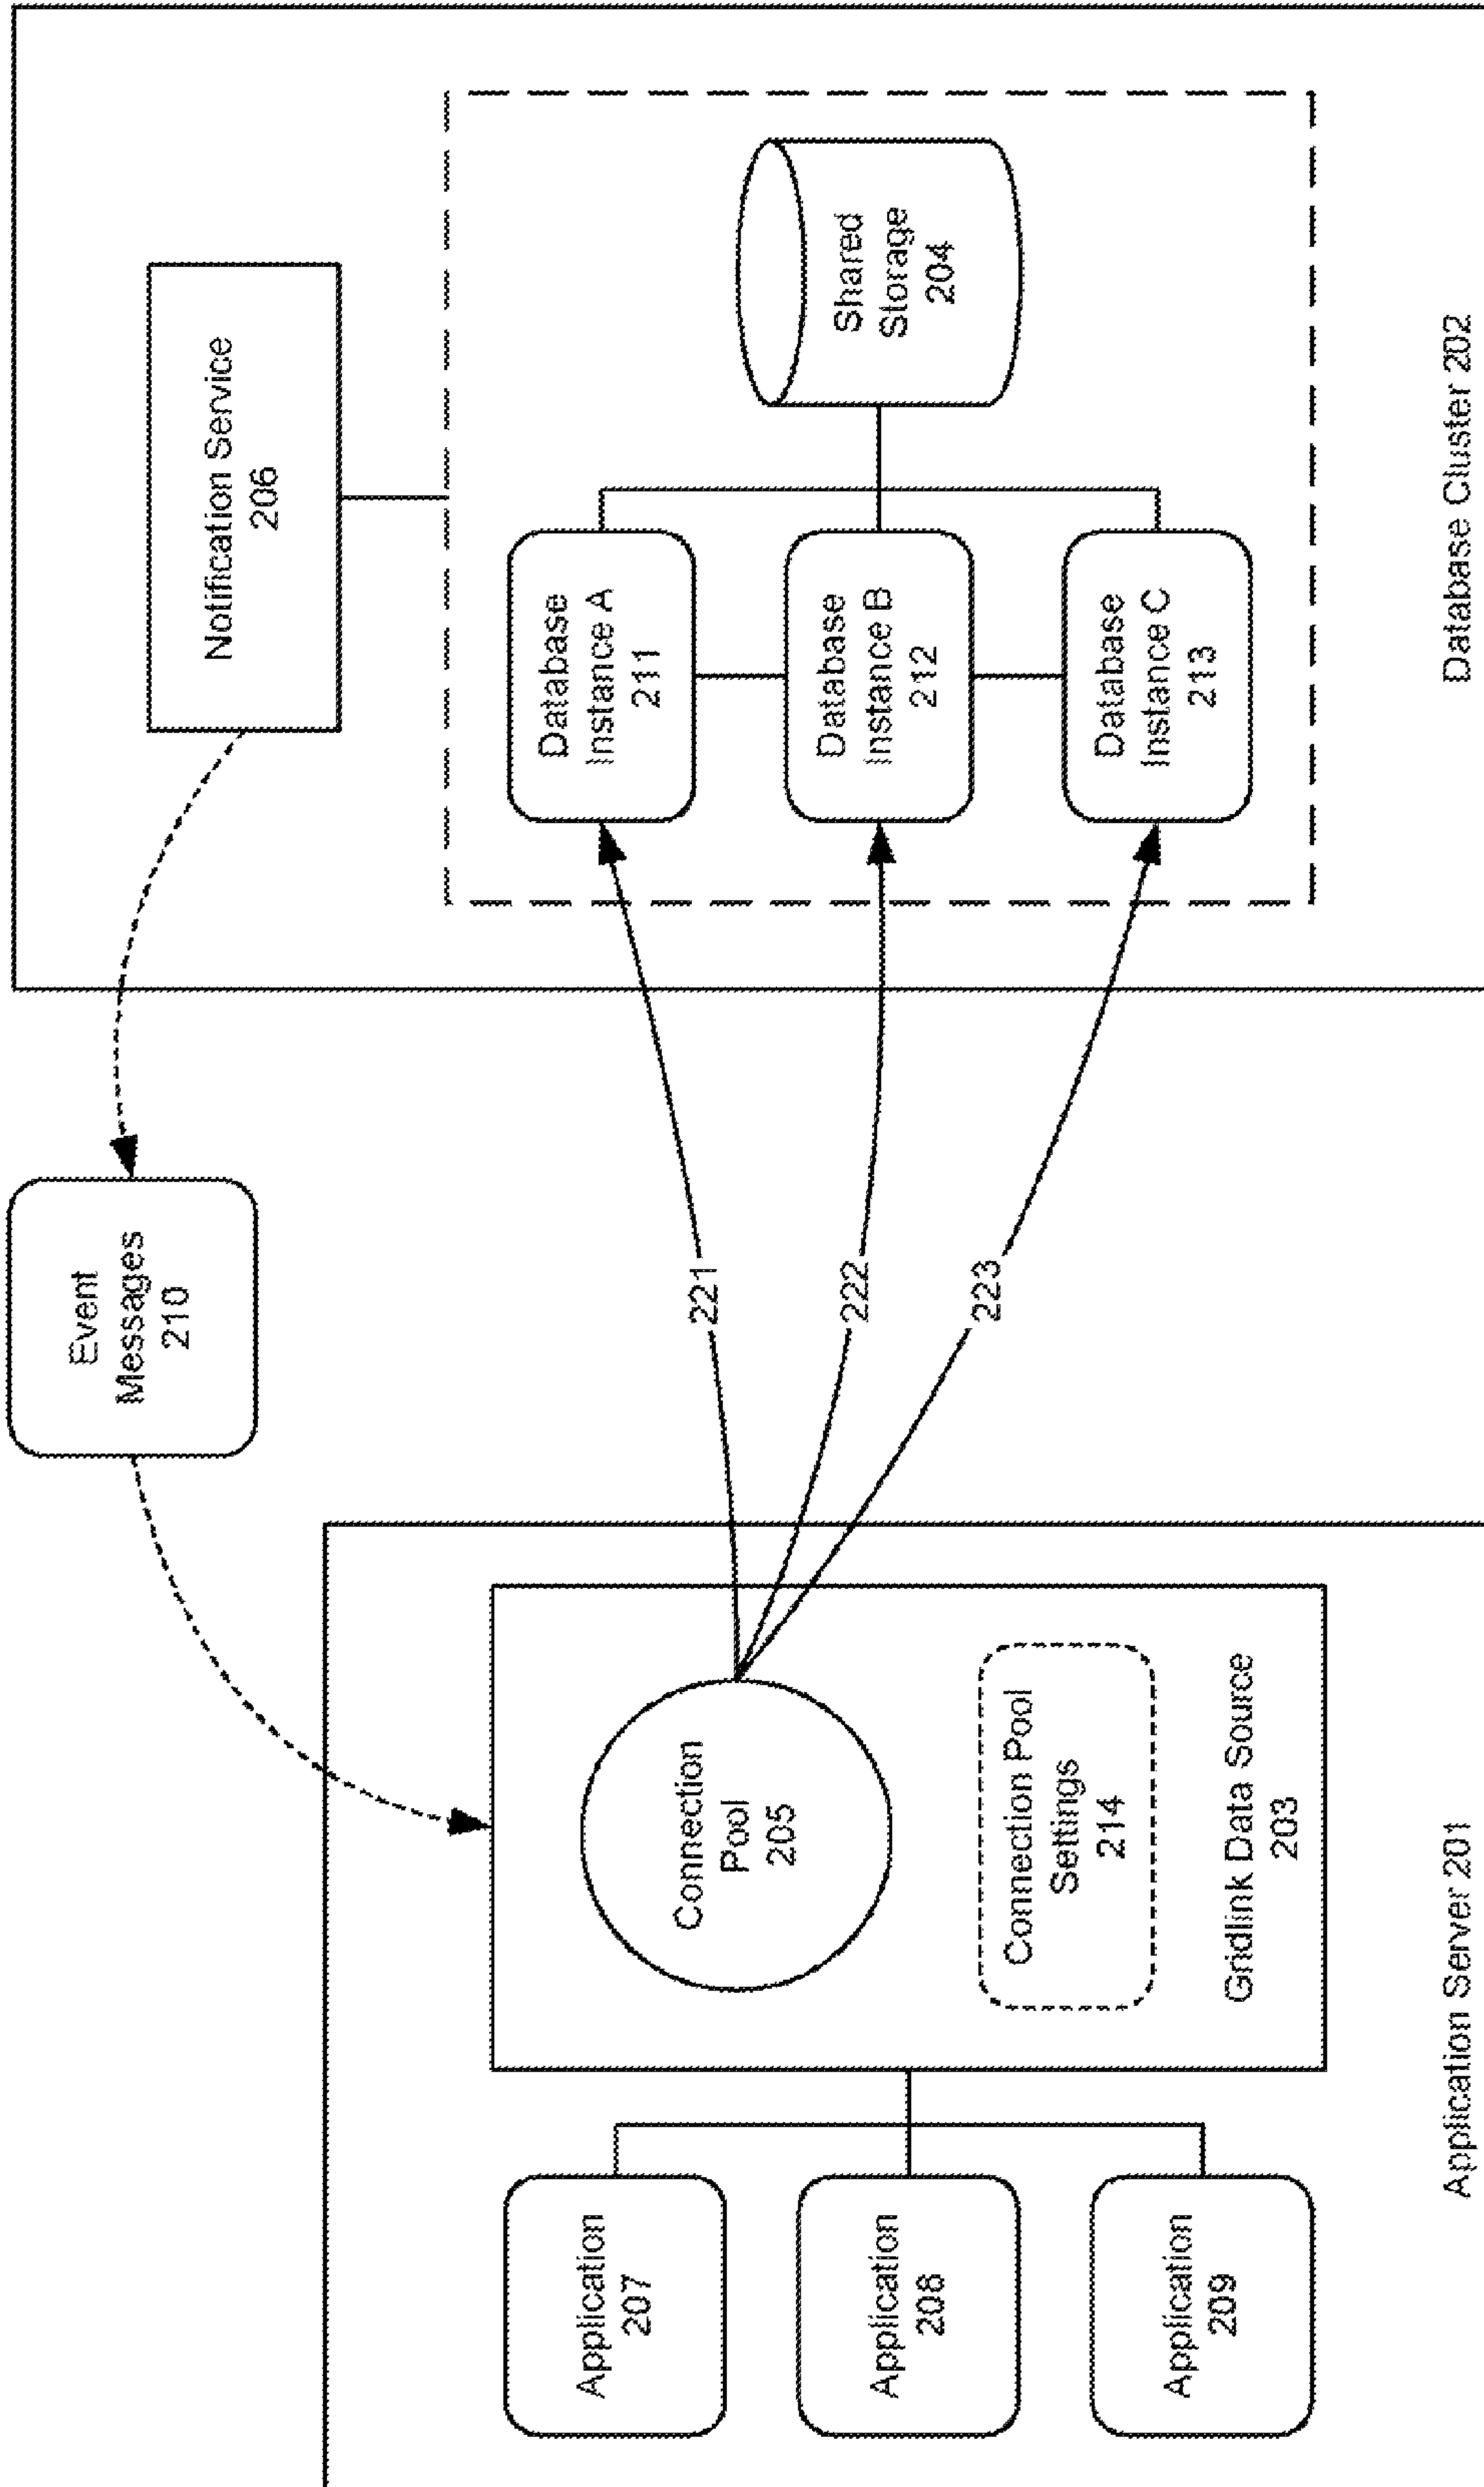 Event
Messages
210
Notification Service
206
Application
207
Application
208
Application
209
Connection
Pool
205
Connection Pool
Settings
214
Gridlink Data Source
203
221
222
223
Database
Instance A
211
Database
Instance B
212
Database
Instance C
213
Shared
Storage
204
Application Server 201
Database Cluster 202